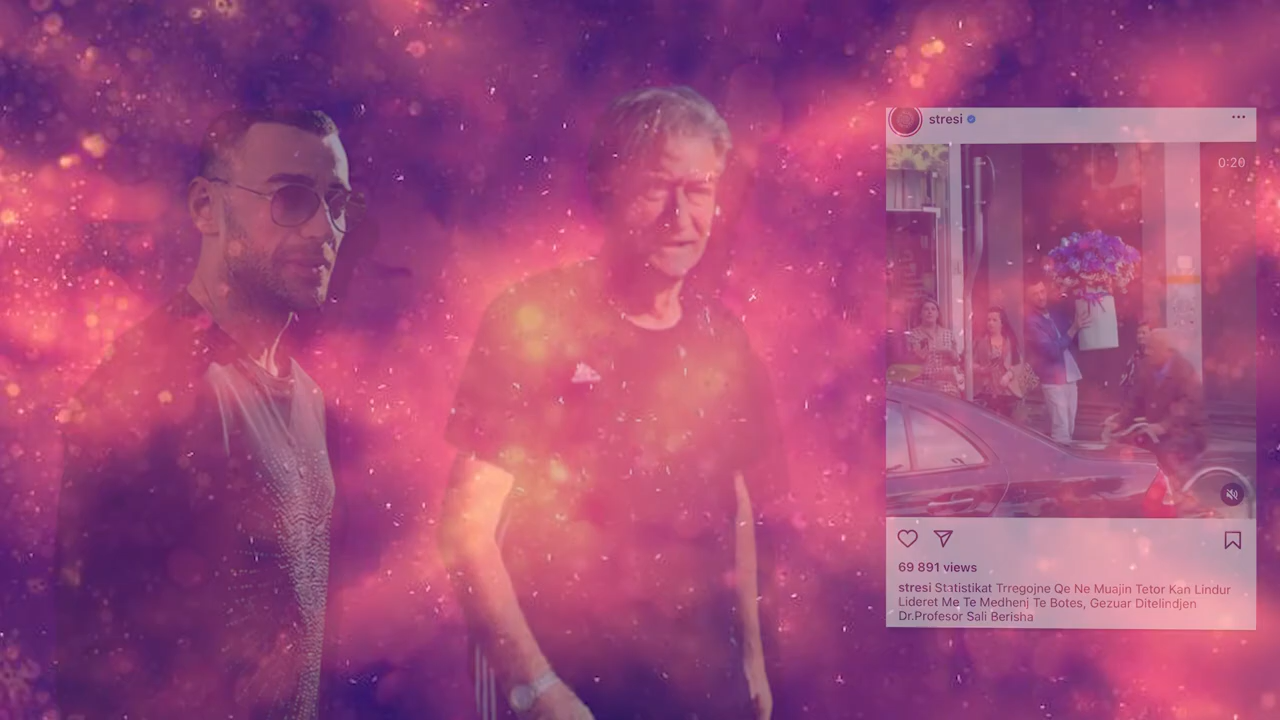 stresi
0:20
69 891 views
stresi Statistikat Trregojne Qe Ne Muajin Tetor Kan Lindur
Lideret Me Te Medhenj Te Botes, Gezuar Ditelindjen
Dr.Profesor Sali Berisha